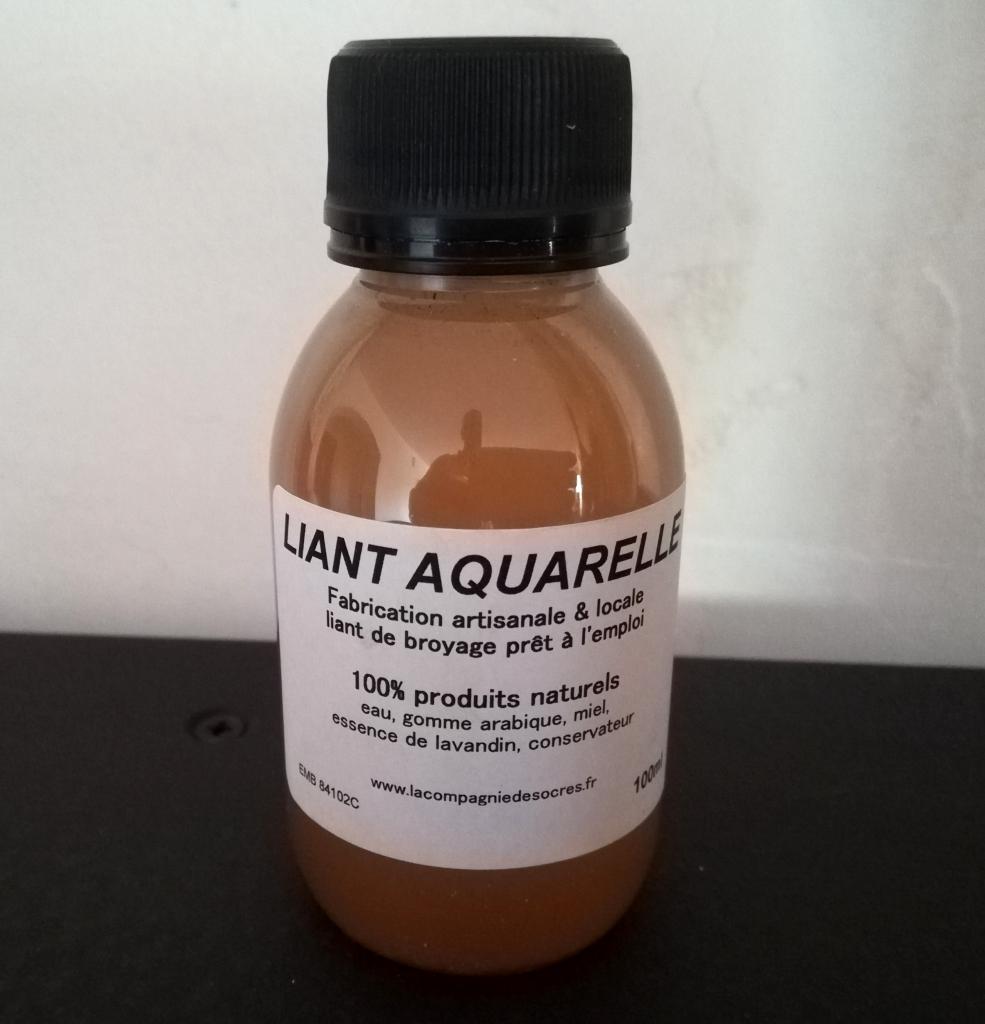 LIANT AQUARELLE
Fabrication artisanale & locale
liant de broyage prêt à l'emploi
100% produits naturels
eau, gomme arabique, miel,
essence de lavandin, conservateur
EMB 84102C
www.lacompagniedesocres.fr
100ml